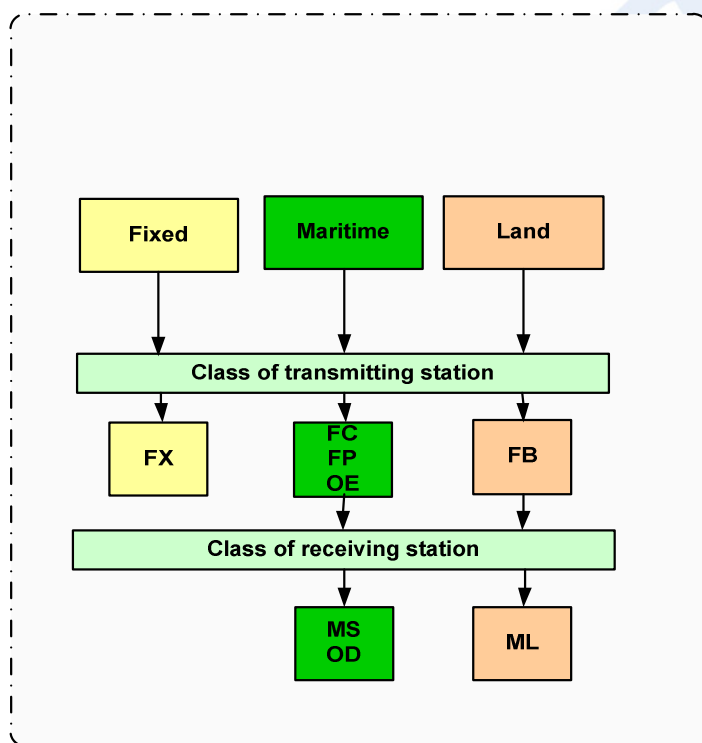 Fixed
Maritime
Land
Class of transmitting station
FX
FC
FP
OE
FB
Class of receiving station
MS
OD
ML